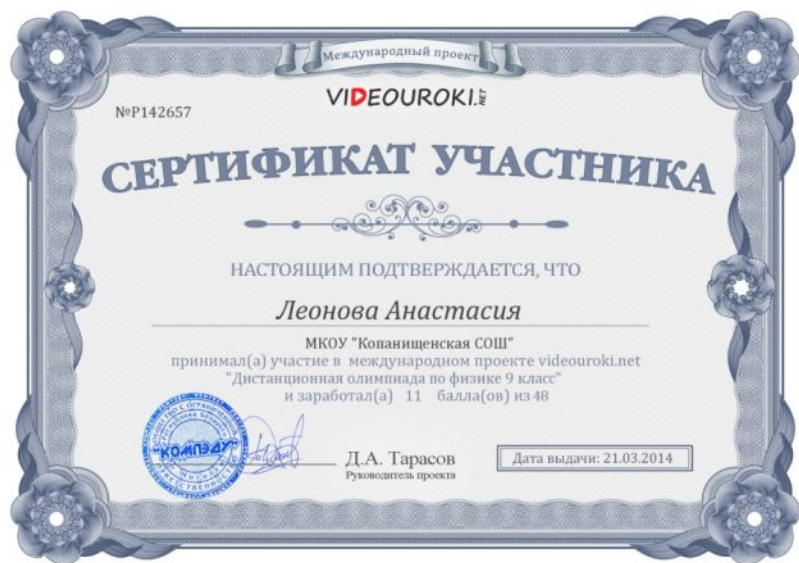 Международный проект
VIDEOUROKI.NET
№P142657
СЕРТИФИКАТ УЧАСТНИКА
НАСТОЯЩИМ ПОДТВЕРЖДАЕТСЯ, ЧТО
Леонова Анастасия
МКОУ "Копанищенская СОШ"
принимал(а) участие в международном проекте videouroki.net
"Дистанционная олимпиада по физике 9 класс"
и заработал(а) 11 балла(ов) из 48
"КОМПЭДУ"
Д.А. Тарасов
Руководитель проекта
Дата выдачи: 21.03.2014